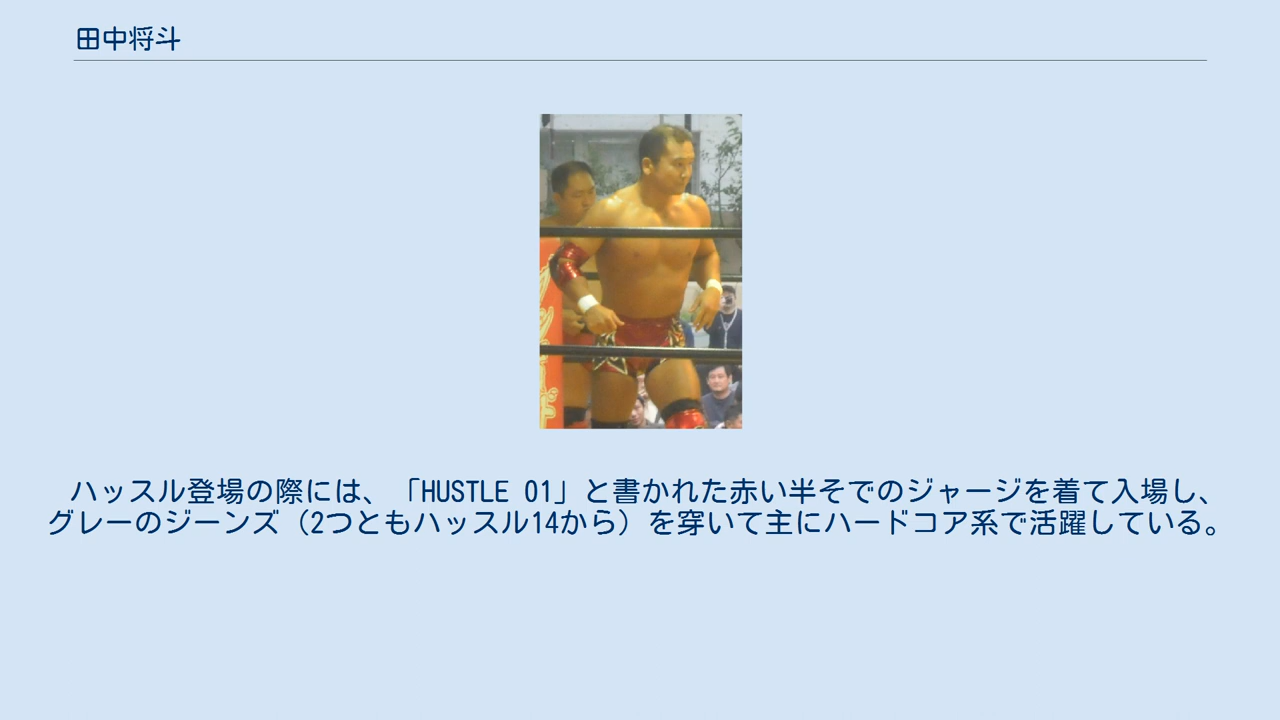 田中将斗
ハッスル登場の際には、「HUSTLE 01」と書かれた赤い半そでのジャージを着て入場し、
グレーのジーンズ（2つともハッスル14から）を穿いて主にハードコア系で活躍している。